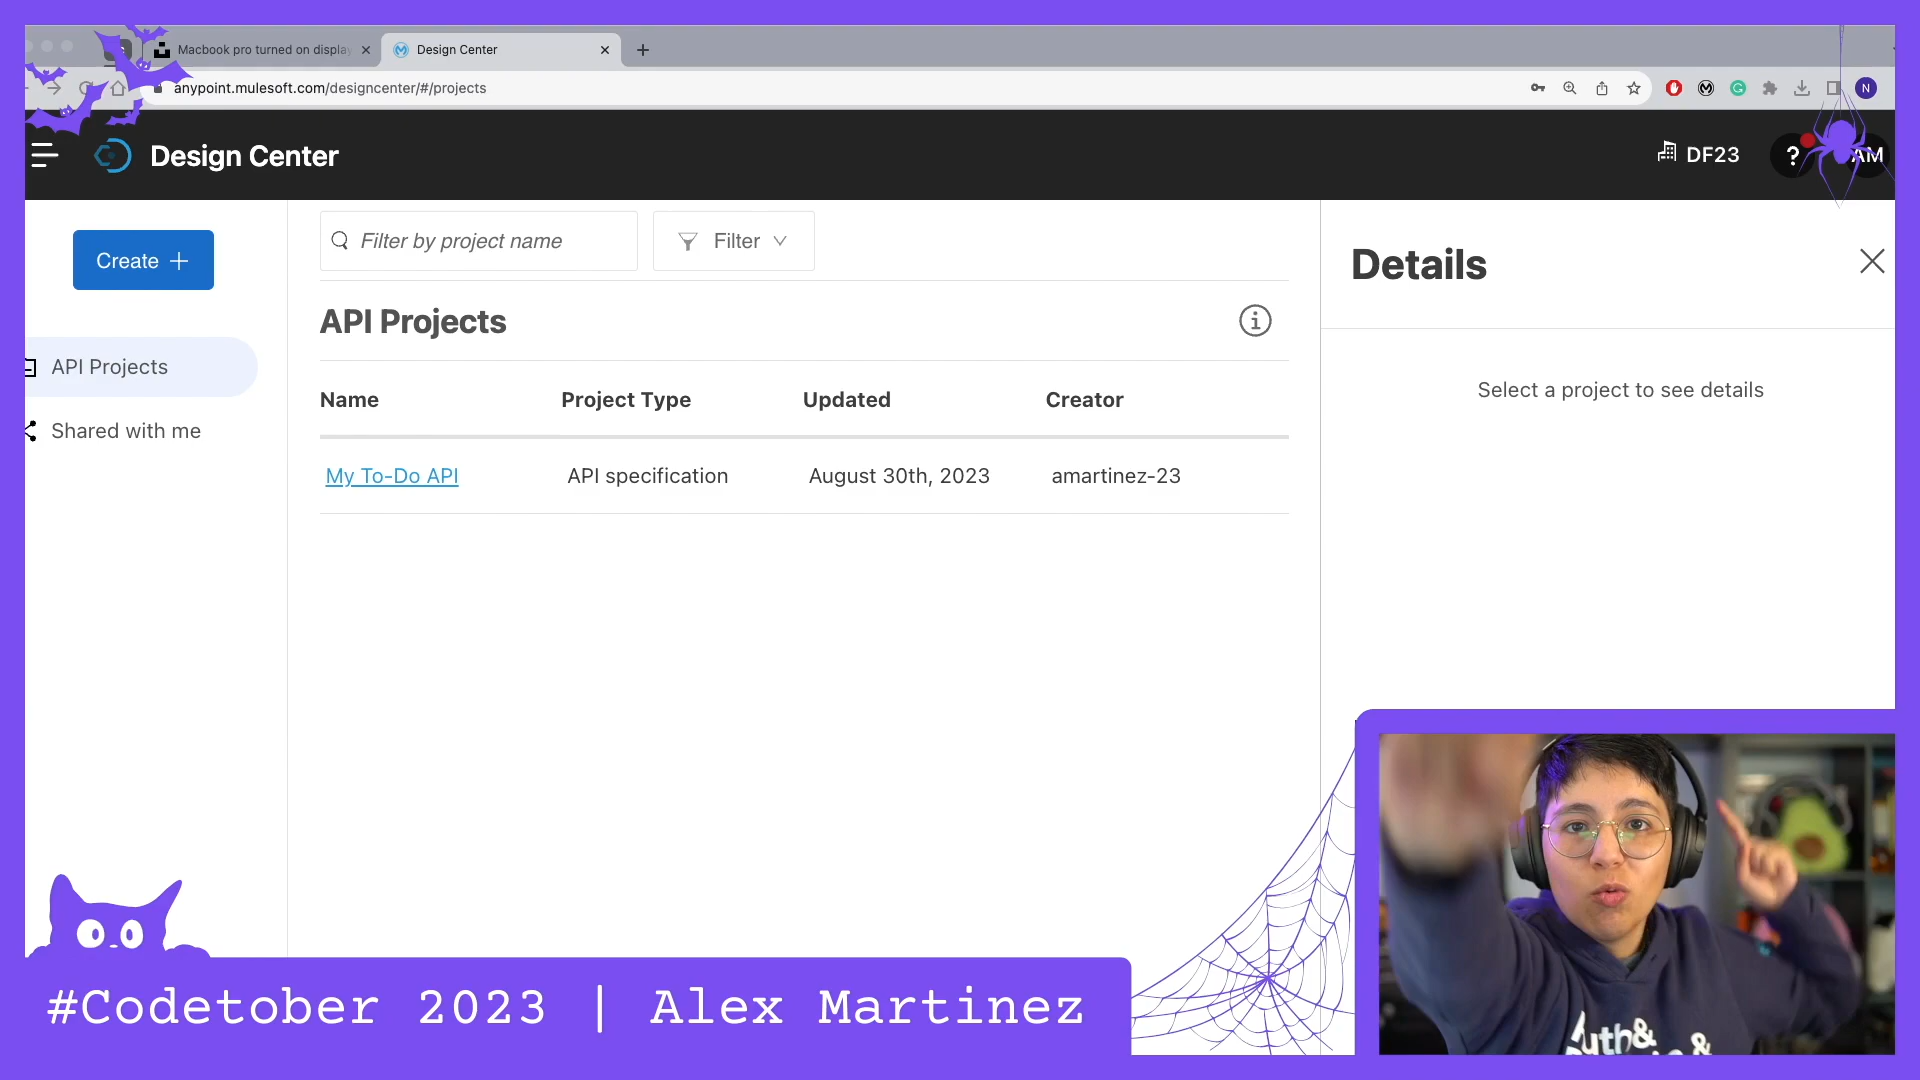 Macbook pro turned on display
Design Center
anypoint.mulesoft.com/designcenter/#/projects
N
Design Center
DF23
?
AM
Create
Filter by project name
Filter
Details
API Projects
API Projects
Shared with me
Select a project to see details
Name Project Type Updated Creator
My To-Do API API specification August 30th, 2023 amartinez-23
#Codetober 2023 | Alex Martinez